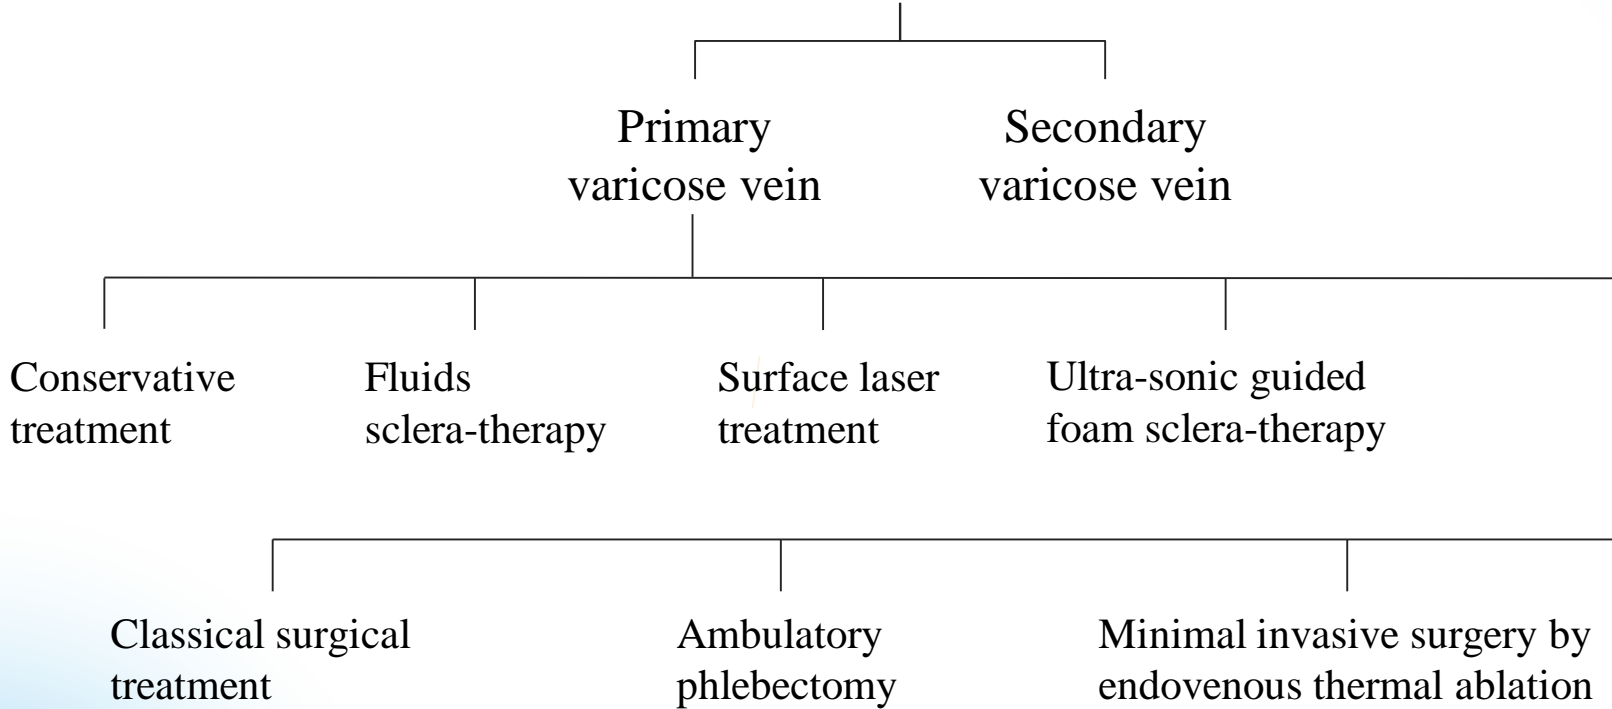 Primary
varicose vein
Secondary
varicose vein
Conservative
treatment
Fluids
sclera-therapy
Surface laser
treatment
Ultra-sonic guided
foam sclera-therapy
Classical surgical
treatment
Ambulatory
phlebectomy
Minimal invasive surgery by
endovenous thermal ablation